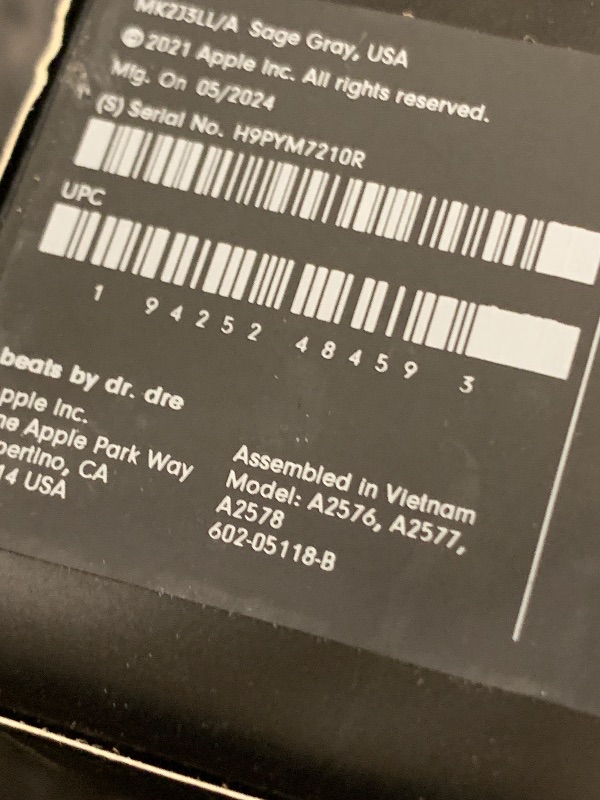 MK2J3LL/A Sage Gray, USA
©2021 Apple Inc. All rights reserved.
Mfg. On 05/2024
(S) Serial No. H9PYM7210R
UPC
1 94252 48459 3
beats by dr. dre
pple Inc.
ne Apple Park Way
pertino, CA
14 USA
Assembled in Vietnam
Model: A2576, A2577,
A2578
602-05118-B